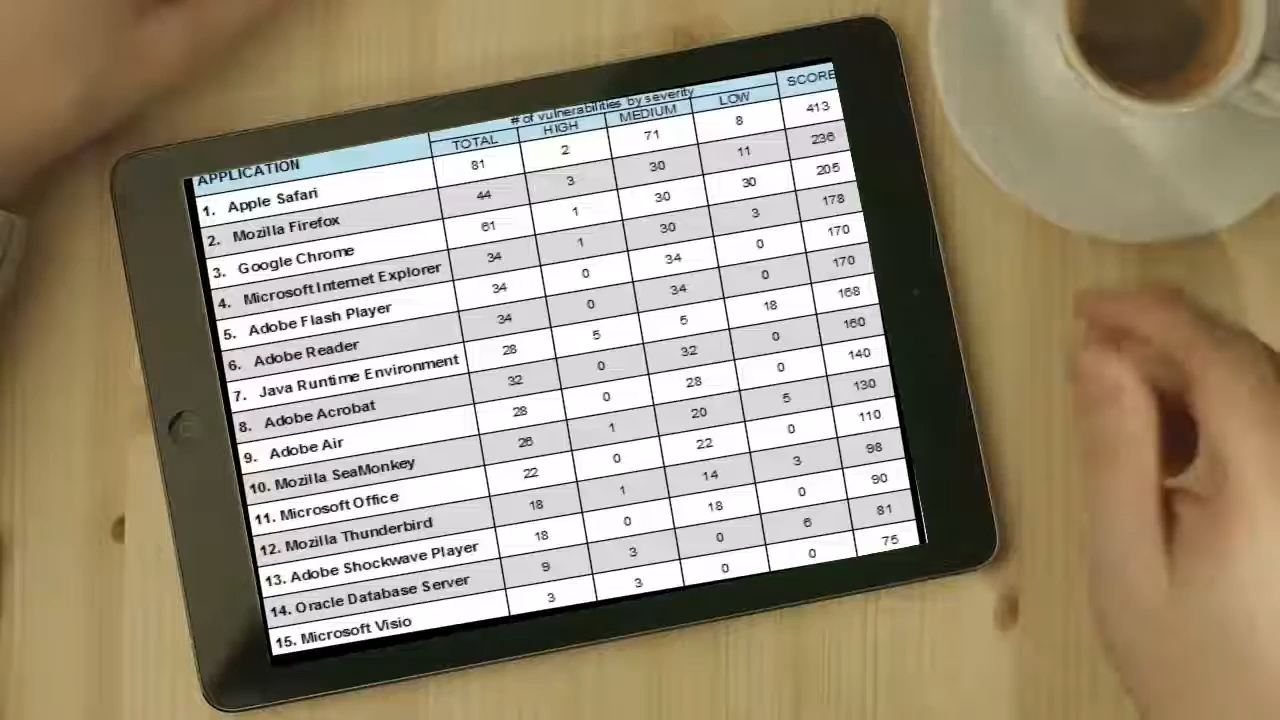 # of vulnerabilities by severity
APPLICATION TOTAL HIGH MEDIUM LOW SCORE
1. Apple Safari 81 2 71 8 413
2. Mozilla Firefox 44 3 30 11 236
3. Google Chrome 61 1 30 30 205
4. Microsoft Internet Explorer 34 1 30 3 178
5. Adobe Flash Player 34 0 34 0 170
6. Adobe Reader 34 0 34 0 170
7. Java Runtime Environment 28 5 5 18 168
8. Adobe Acrobat 32 0 32 0 160
9. Adobe Air 28 0 28 0 140
10. Mozilla SeaMonkey 26 1 20 5 130
11. Microsoft Office 22 0 22 0 110
12. Mozilla Thunderbird 18 1 14 3 98
13. Adobe Shockwave Player 18 0 18 0 90
14. Oracle Database Server 9 3 0 6 81
15. Microsoft Visio 3 3 0 0 75